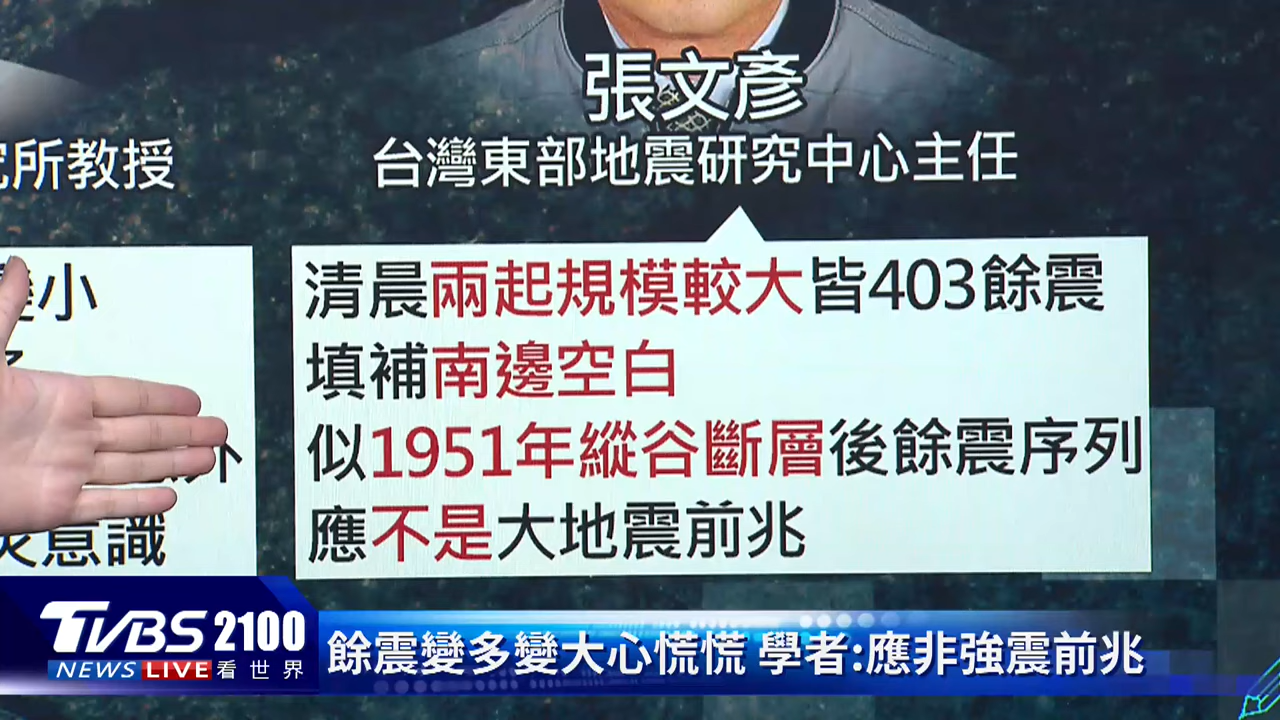 張文彥
台灣東部地震研究中心主任
所教授
清晨兩起規模較大皆403餘震
填補南邊空白
似1951年縱谷斷層後餘震序列
應不是大地震前兆
小
意識
TVBS 2100
NEWS LIVE 看世界
餘震變多變大心慌慌 學者:應非強震前兆